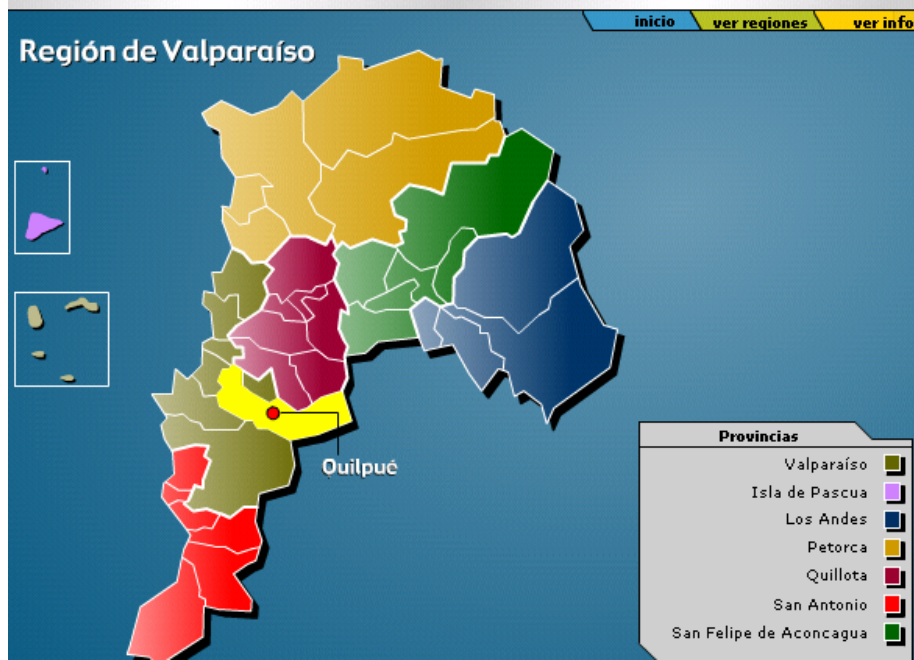 inicio
ver regiones
ver info
Región de Valparaíso
Quilpué
Provincias
Valparaíso
Isla de Pascua
Los Andes
Petorca
Quillota
San Antonio
San Felipe de Aconcagua